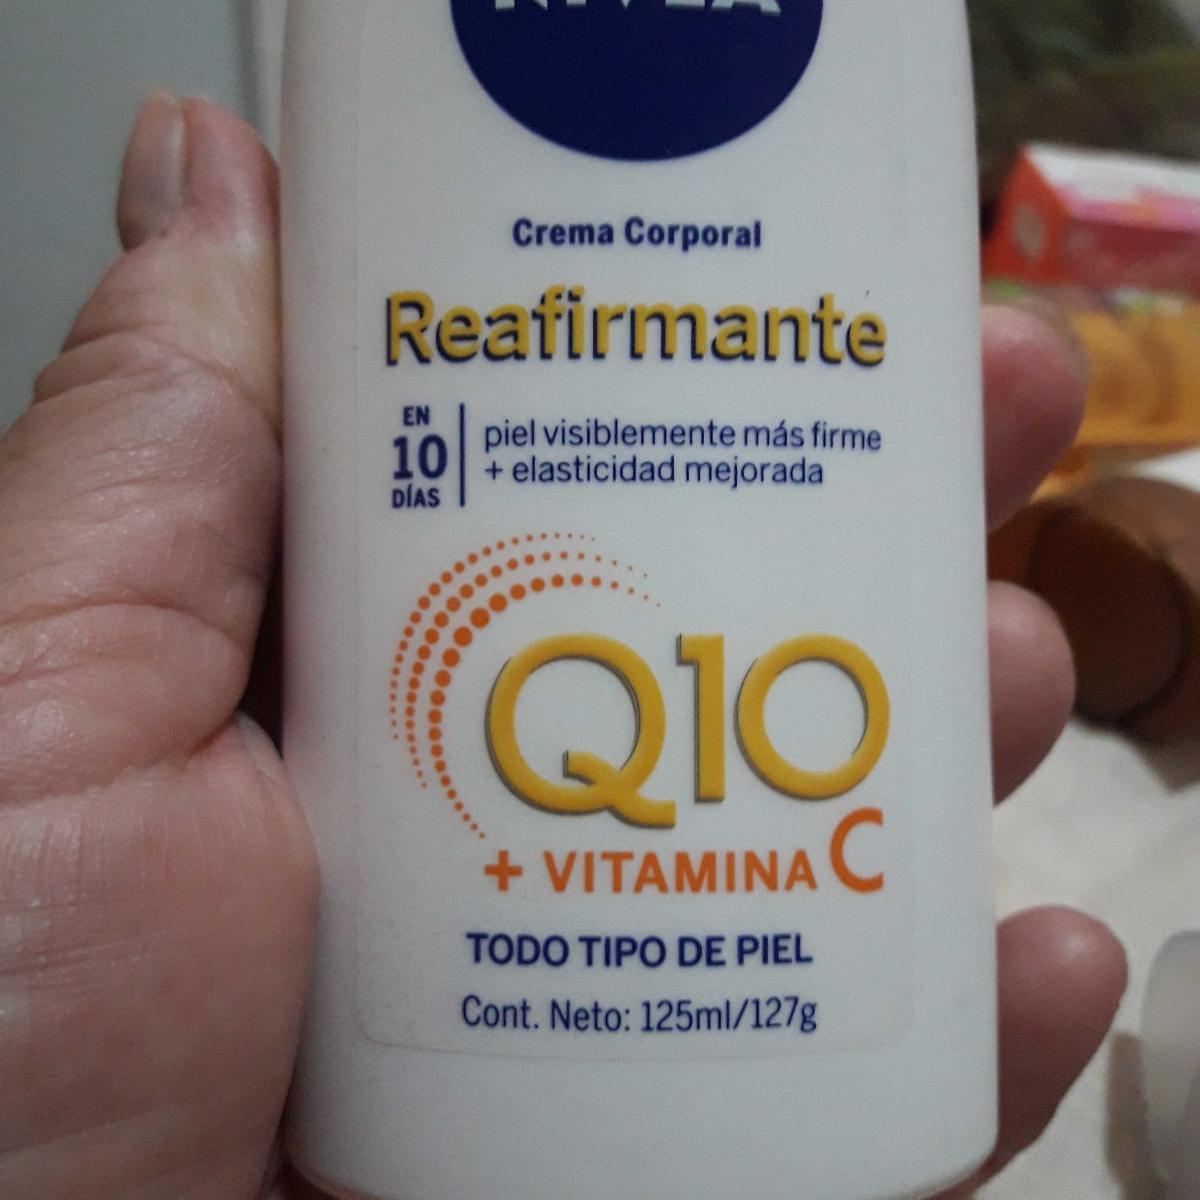 NIVEA
Crema Corporal
Reafirmante
EN
10
DÍAS
piel visiblemente más firme
+ elasticidad mejorada
Q10
+ VITAMINA C
TODO TIPO DE PIEL
Cont. Neto: 125ml/127g